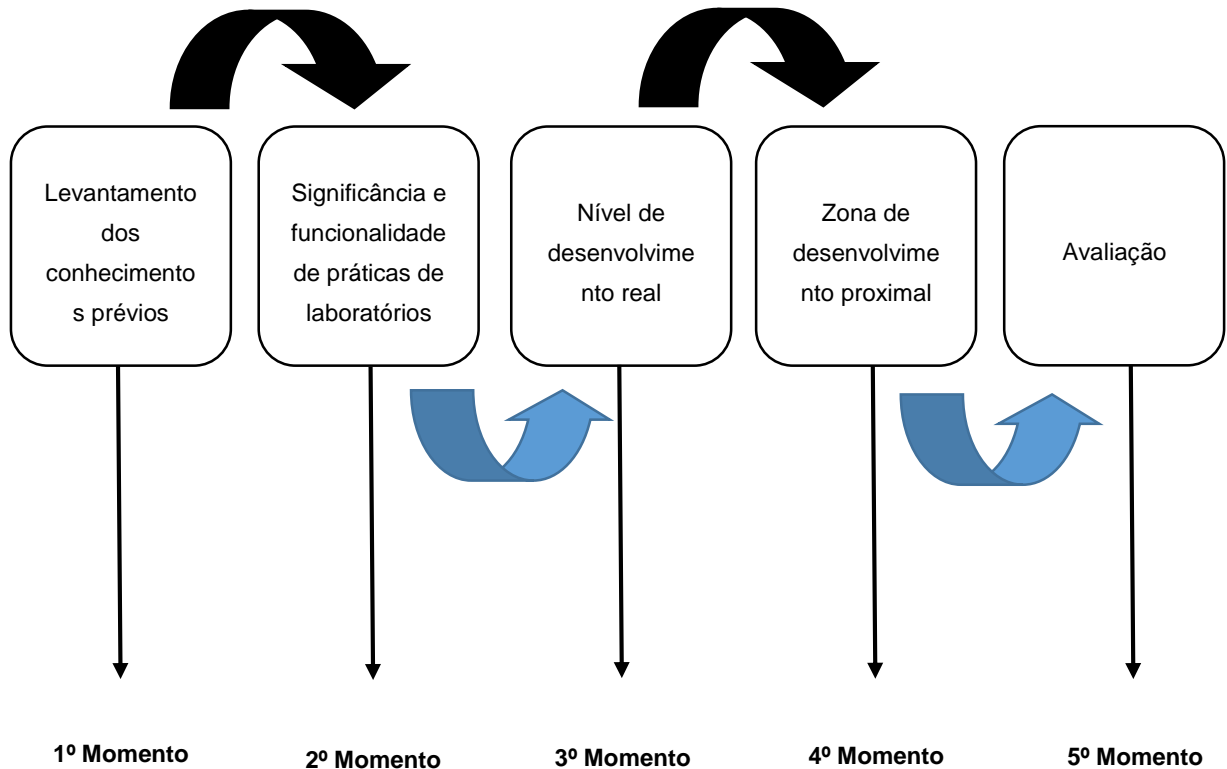 Levantamento
dos
conhecimento
s prévios
Significância e
funcionalidade
de práticas de
laboratórios
Nível de
desenvolvime
nto real
Zona de
desenvolvime
nto proximal
Avaliação
1º Momento
2º Momento
3º Momento
4º Momento
5º Momento